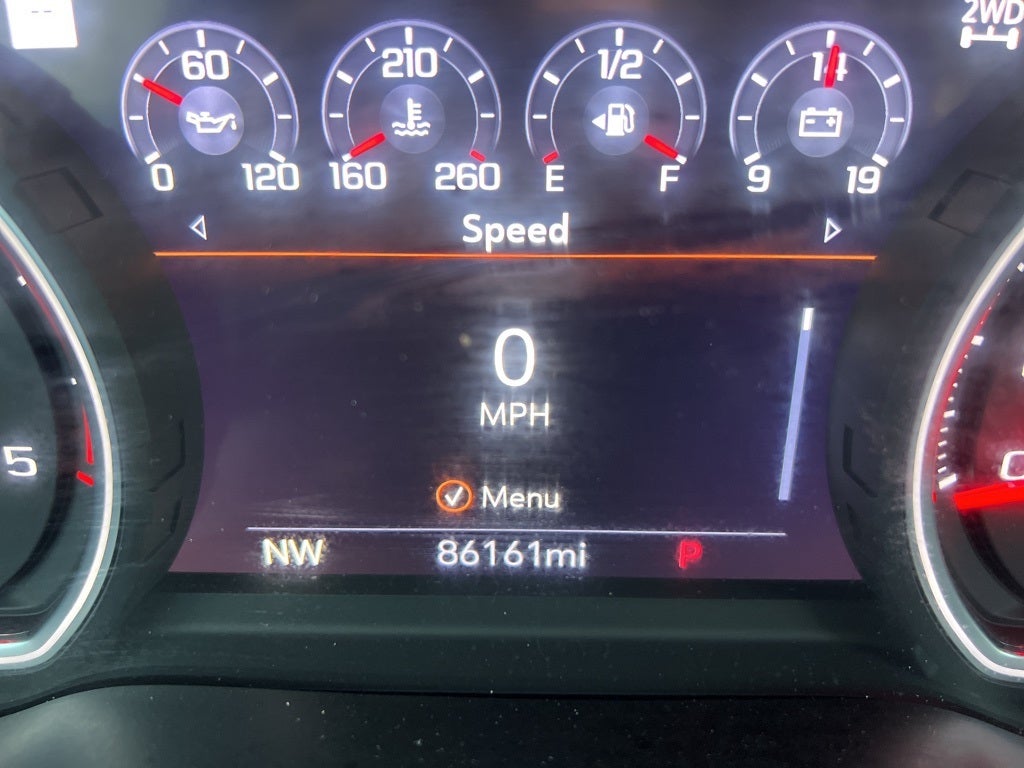 --
2WD
60 210 1/2 14
0 120 160 260 E F 9 19
Speed
0
MPH
5
Menu
NW 86161mi P